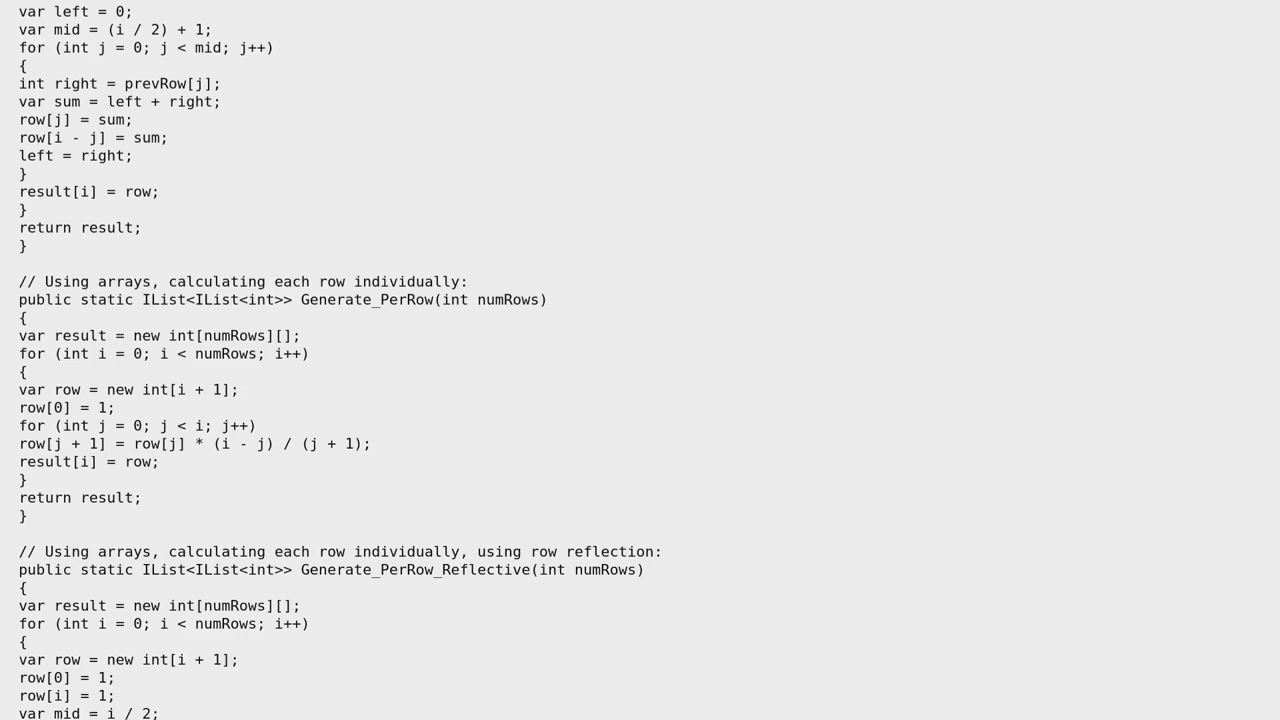 var left = 0;
var mid = (i / 2) + 1;
for (int j = 0; j < mid; j++)
{
int right = prevRow[j];
var sum = left + right;
row[j] = sum;
row[i - j] = sum;
left = right;
}
result[i] = row;
}
return result;
}

// Using arrays, calculating each row individually:
public static IList<IList<int>> Generate_PerRow(int numRows)
{
var result = new int[numRows][];
for (int i = 0; i < numRows; i++)
{
var row = new int[i + 1];
row[0] = 1;
for (int j = 0; j < i; j++)
row[j + 1] = row[j] * (i - j) / (j + 1);
result[i] = row;
}
return result;
}

// Using arrays, calculating each row individually, using row reflection:
public static IList<IList<int>> Generate_PerRow_Reflective(int numRows)
{
var result = new int[numRows][];
for (int i = 0; i < numRows; i++)
{
var row = new int[i + 1];
row[0] = 1;
row[i] = 1;
var mid = i / 2;